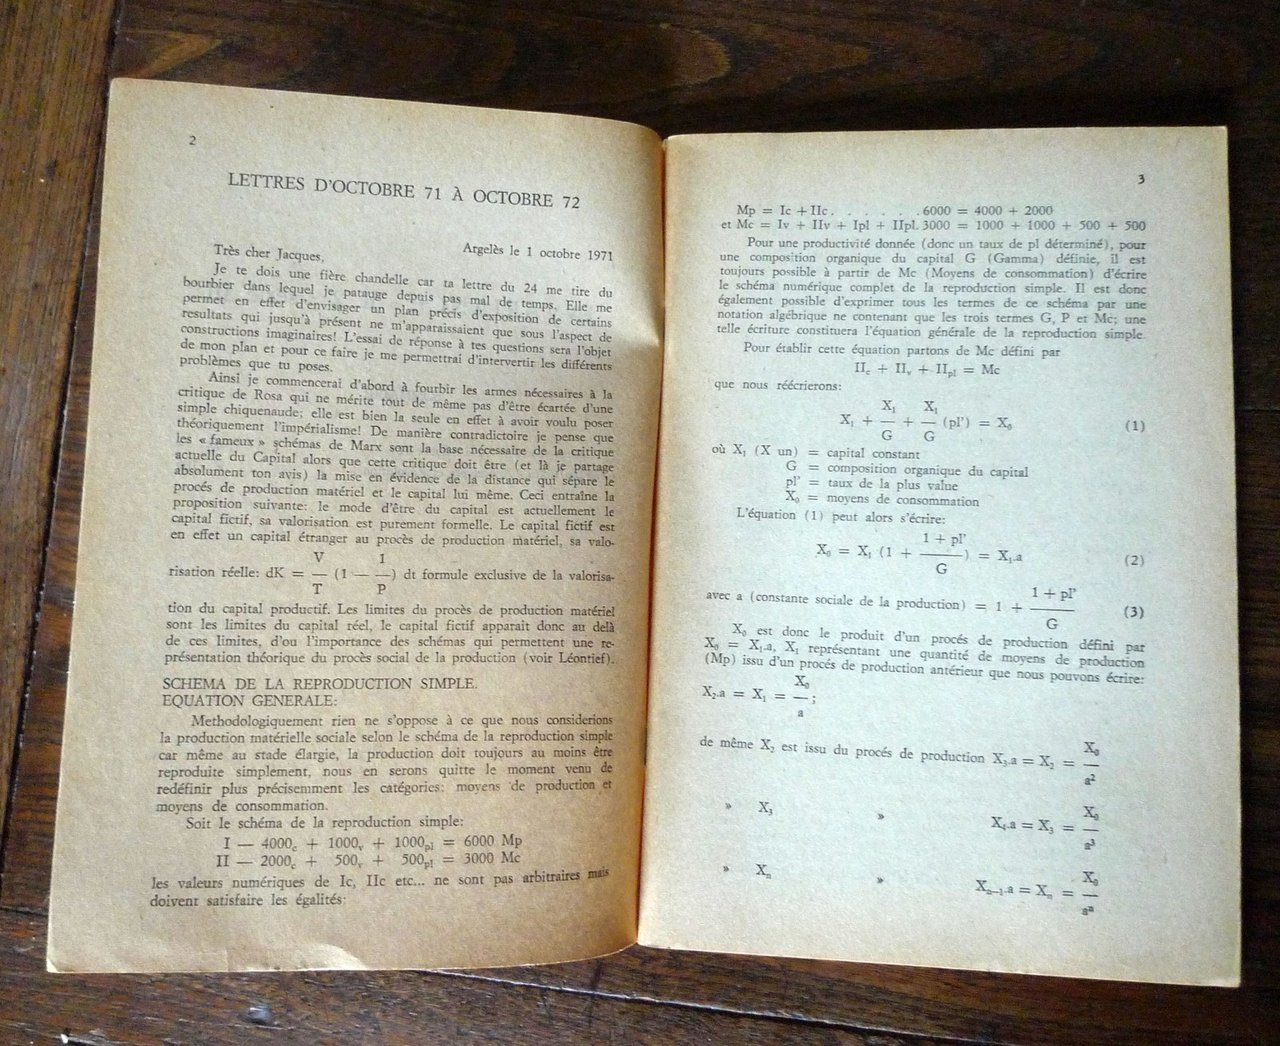 2
LETTRES D'OCTOBRE 71 À OCTOBRE 72
Argelès le 1 octobre 1971
Très cher Jacques,
Je te dois une fière chandelle car ta lettre du 24 me tire du
bourbier dans lequel je patauge depuis pas mal de temps. Elle me
permet en effet d'envisager un plan précis d'exposition de certains
resultats qui jusqu'à présent ne m'apparaissaient que sous l'aspect de
constructions imaginaires! L'essai de réponse à tes questions sera l'objet
de mon plan et pour ce faire je me permettrai d'intervertir les différents
problèmes que tu poses.
Ainsi je commencerai d'abord à fourbir les armes nécessaires à la
critique de Rosa qui ne mérite tout de même pas d'être écartée d'une
simple chiquenaude; elle est bien la seule en effet à avoir voulu poser
théoriquement l'impérialisme! De manière contradictoire je pense que
les « fameux » schémas de Marx sont la base nécessaire de la critique
actuelle du Capital alors que cette critique doit être (et là je partage
absolument ton avis) la mise en évidence de la distance qui sépare le
procés de production matériel et le capital lui même. Ceci entraîne la
proposition suivante: le mode d'être du capital est actuellement le
capital fictif, sa valorisation est purement formelle. Le capital fictif est
en effet un capital étranger au procès de production matériel, sa valo-
risation réelle: dK = V/T (1 — 1/P) dt formule exclusive de la valorisa-
tion du capital productif. Les limites du procès de production matériel
sont les limites du capital réel, le capital fictif apparait donc au delà
de ces limites, d'ou l'importance des schémas qui permettent une re-
présentation théorique du procès social de la production (voir Léontief).
SCHEMA DE LA REPRODUCTION SIMPLE.
EQUATION GENERALE:
Methodologiquement rien ne s'oppose à ce que nous considerions
la production matérielle sociale selon le schéma de la reproduction simple
car même au stade élargie, la production doit toujours au moins être
reproduite simplement, nous en serons quitte le moment venu de
redéfinir plus précisemment les catégories: moyens de production et
moyens de consommation.
Soit le schéma de la reproduction simple:
I — 4000c + 1000v + 1000pl = 6000 Mp
II — 2000c + 500v + 500pl = 3000 Mc
les valeurs numériques de Ic, IIc etc... ne sont pas arbitraires mais
doivent satisfaire les égalités:
3
Mp = Ic + IIc . . . . . . . 6000 = 4000 + 2000
et Mc = Iv + IIv + Ipl + IIpl. 3000 = 1000 + 1000 + 500 + 500
Pour une productivité donnée (donc un taux de pl déterminé), pour
une composition organique du capital G (Gamma) définie, il est
toujours possible à partir de Mc (Moyens de consommation) d'écrire
le schéma numérique complet de la reproduction simple. Il est donc
également possible d'exprimer tous les termes de ce schéma par une
notation algébrique ne contenant que les trois termes G, P et Mc; une
telle écriture constituera l'équation générale de la reproduction simple.
Pour établir cette équation partons de Mc défini par
IIc + IIv + IIpl = Mc
que nous réécrierons:
X1 + X1/G + X1/G (pl') = X0 (1)
où X1 (X un) = capital constant
G = composition organique du capital
pl' = taux de la plus value
X0 = moyens de consommation
L'équation (1) peut alors s'écrire:
X0 = X1 (1 + 1 + pl'/G) = X1.a (2)
avec a (constante sociale de la production) = 1 + 1 + pl'/G (3)
X0 est donc le produit d'un procés de production défini par
X0 = X1.a, X1 représentant une quantité de moyens de production
(Mp) issu d'un procés de production antérieur que nous pouvons écrire:
X2.a = X1 = X0/a;
de même X2 est issu du procés de production X3.a = X2 = X0/a²
» X3 » X4.a = X3 = X0/a³
» Xn » Xn—1.a = Xn = X0/aⁿ